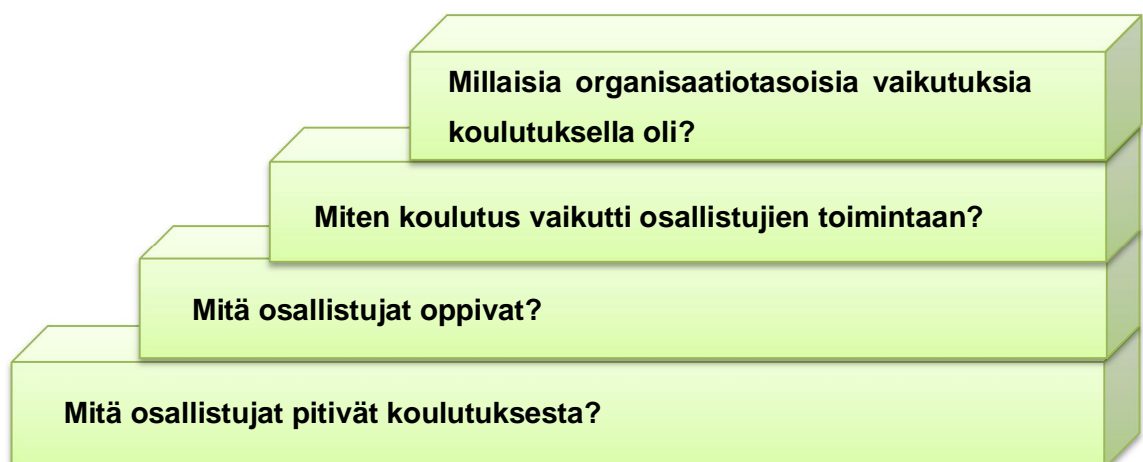 Millaisia organisaatiotasoisia vaikutuksia
koulutuksella oli?
Miten koulutus vaikutti osallistujien toimintaan?
Mitä osallistujat oppivat?
Mitä osallistujat pitivät koulutuksesta?